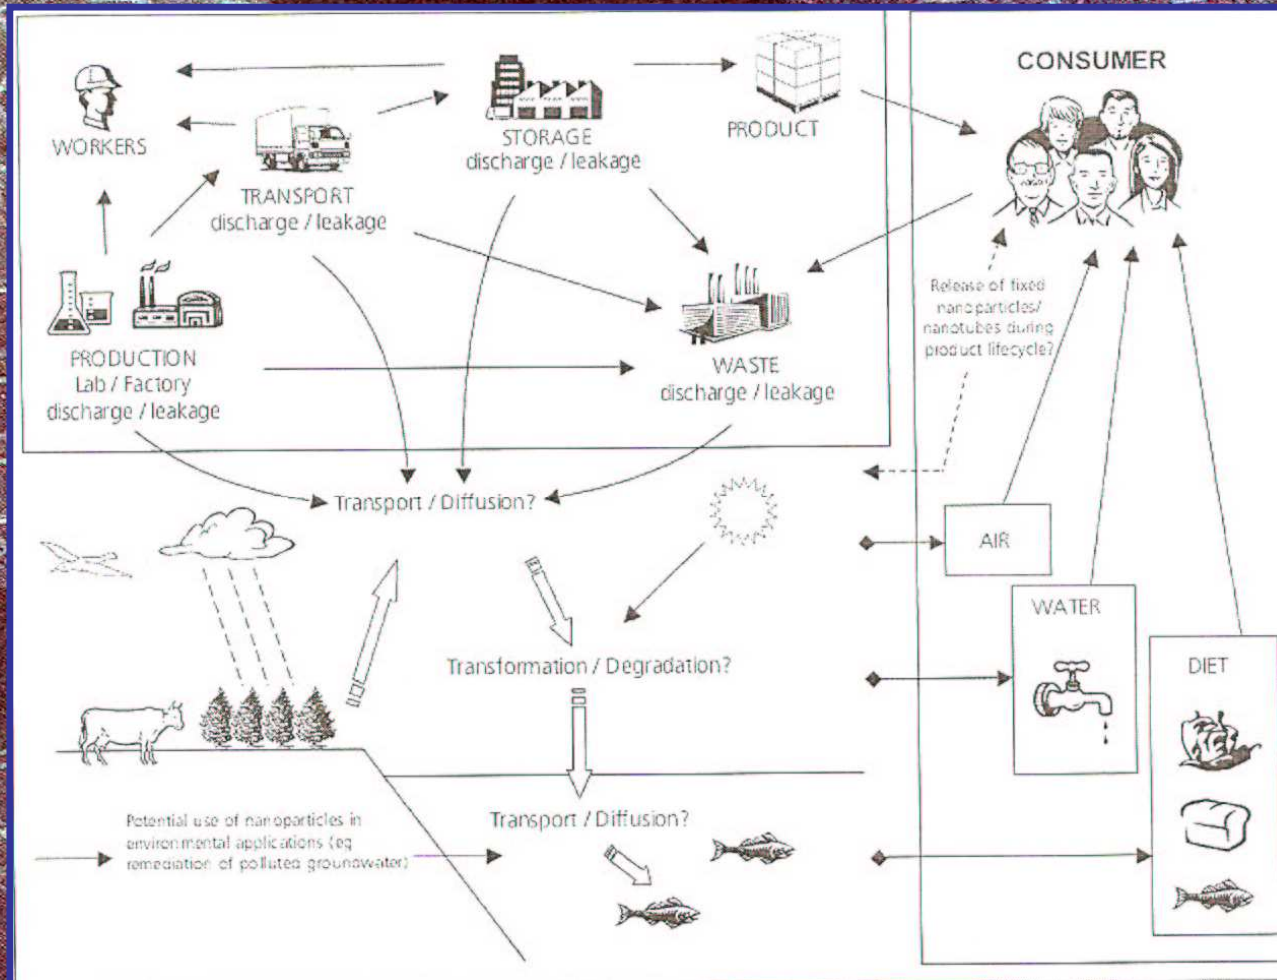 WORKERS
TRANSPORT
discharge / leakage
STORAGE
discharge / leakage
PRODUCT
PRODUCTION
Lab / Factory
discharge / leakage
WASTE
discharge / leakage
CONSUMER
Release of fixed
nanoparticles/
nanotubes during
product lifecycle?
Transport / Diffusion?
Transformation / Degradation?
Transport / Diffusion?
Potential use of nanoparticles in
environmental applications (eg
remediation of polluted groundwater)
AIR
WATER
DIET